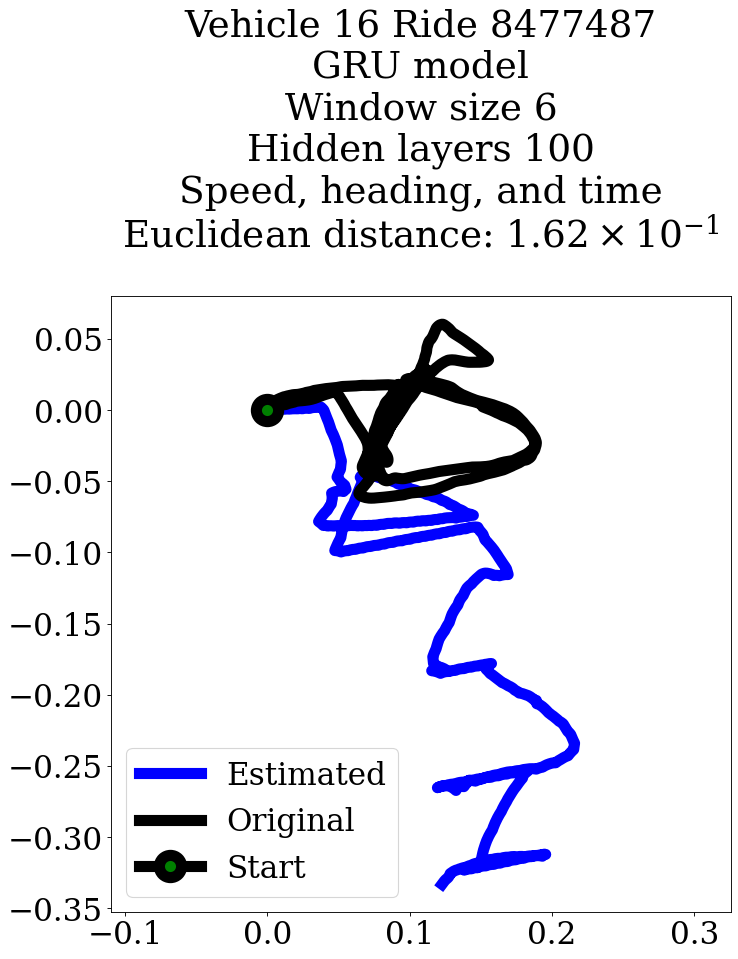 Vehicle 16 Ride 8477487
GRU model
Window size 6
Hidden layers 100
Speed, heading, and time
Euclidean distance: 1.62 × 10⁻¹
0.05
0.00
−0.05
−0.10
−0.15
−0.20
−0.25
−0.30
−0.35
Estimated
Original
Start
−0.1 0.0 0.1 0.2 0.3